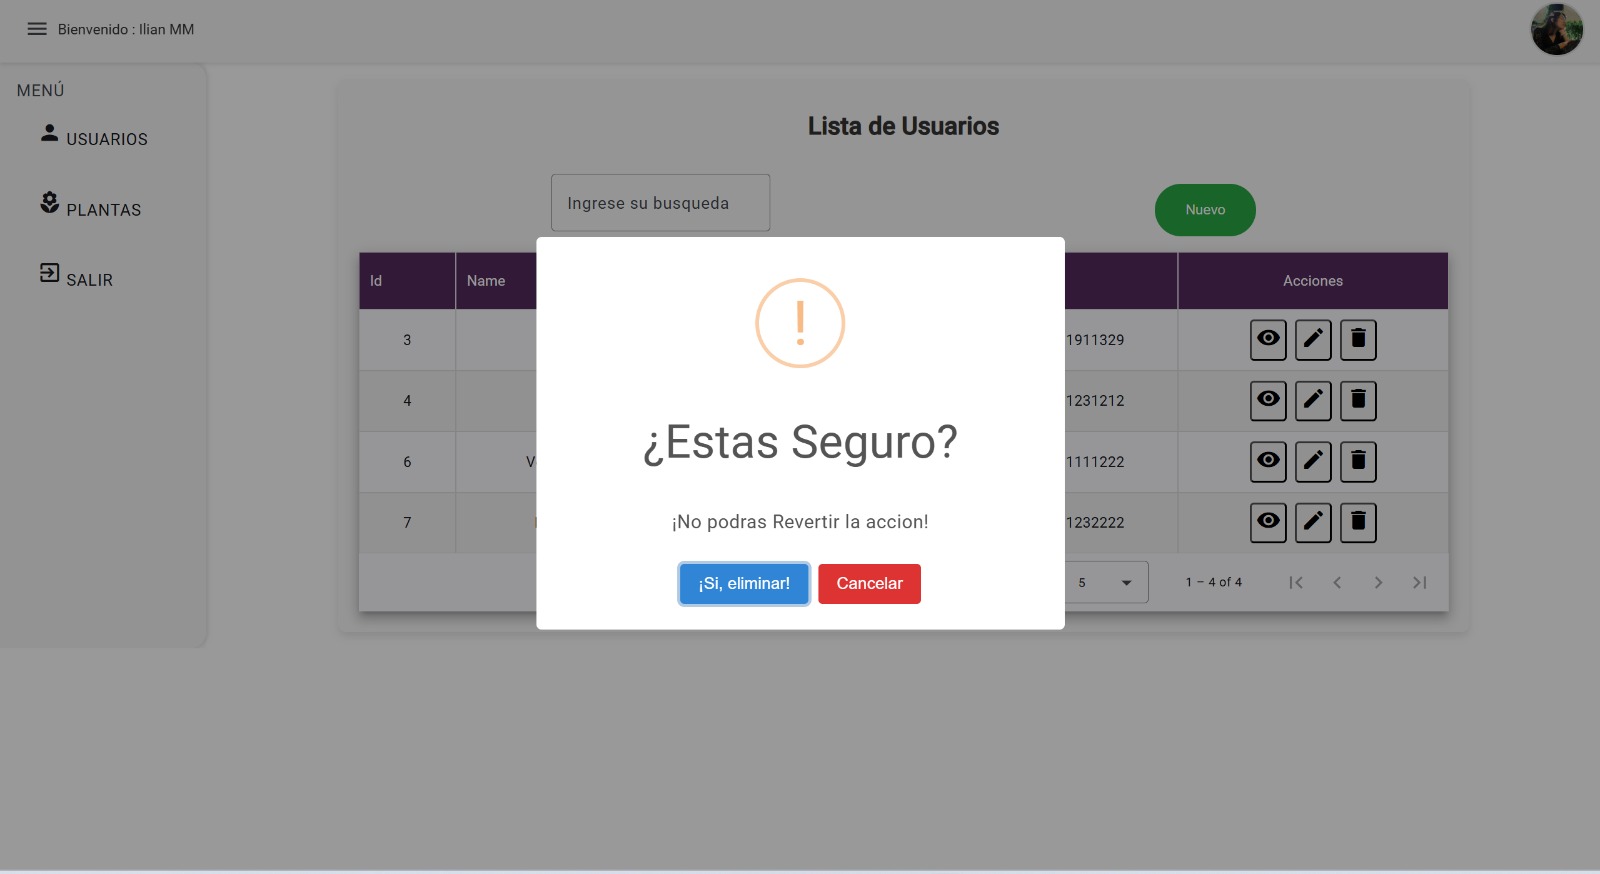 Bienvenido : Ilian MM
MENÚ
USUARIOS
PLANTAS
SALIR
Lista de Usuarios
Ingrese su busqueda
Nuevo
Id Name Acciones
3 1911329
4 1231212
6 1111222
7 1232222
¿Estas Seguro?
¡No podras Revertir la accion!
¡Si, eliminar! Cancelar
5 1 – 4 of 4